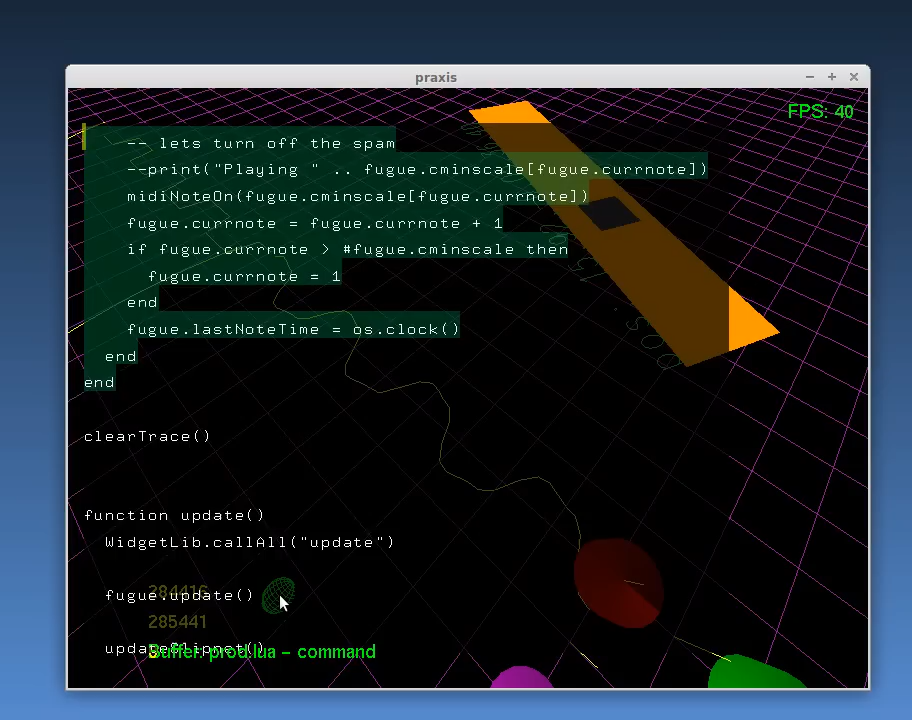 praxis
FPS: 40
-- lets turn off the spam
--print("Playing " .. fugue.cminscale[fugue.currnote])
midiNoteOn(fugue.cminscale[fugue.currnote])
fugue.currnote = fugue.currnote + 1
if fugue.currnote > #fugue.cminscale then
fugue.currnote = 1
end
fugue.lastNoteTime = os.clock()
end
end
clearTrace()
function update()
WidgetLib.callAll("update")
284416
fugue.update()
285441
Buffer: prod.lua - command